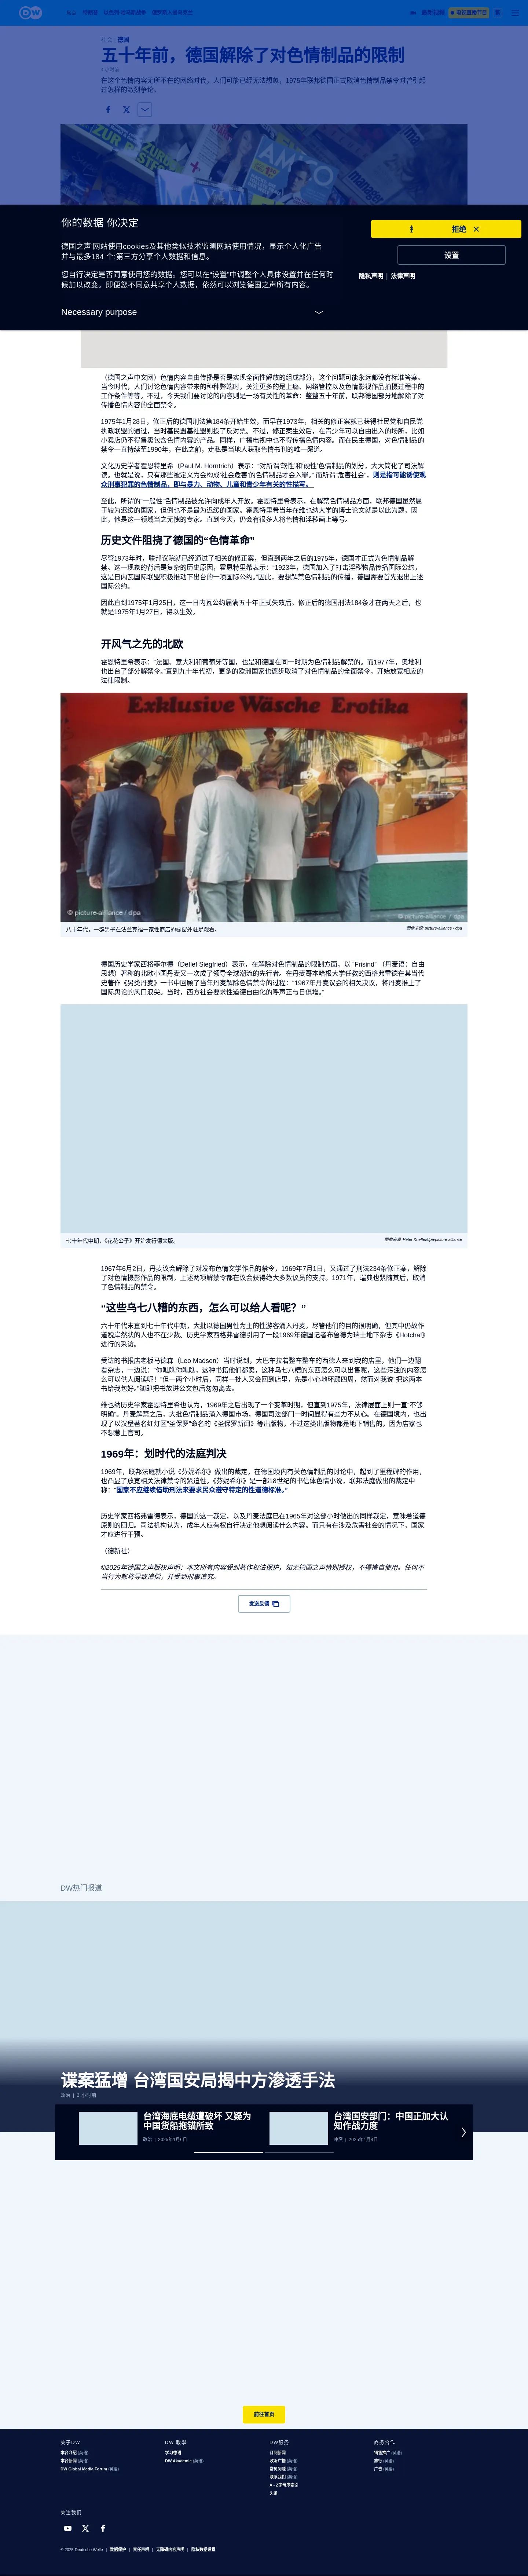 社会 | 德国
五十年前，德国解除了对色情制品的限制
在这个色情内容无所不在的网络时代，人们可能已经无法想象，1975年联邦德国正式取消色情制品禁令时曾引起
过怎样的激烈争论。
你的数据 你决定
德国之声'网站使用cookies及其他类似技术监测网站使用情况，显示个人化广告
并与最多184 个;第三方分享个人数据和信息。
您自行决定是否同意使用您的数据。您可以在“设置”中调整个人具体设置并在任何时
候加以改变。即便您不同意共享个人数据，依然可以浏览德国之声所有内容。
Necessary purpose
拒绝
设置
隐私声明 | 法律声明
（德国之声中文网）色情内容自由传播是否是实现全面性解放的组成部分，这个问题可能永远都没有标准答案。
当今时代，人们讨论色情内容带来的种种弊端时，关注更多的是上瘾、网络管控以及色情影视作品拍摄过程中的
工作条件等等。不过，今天我们要讨论的内容则是一场有关性的革命：整整五十年前，联邦德国部分地解除了对
传播色情内容的全面禁令。
1975年1月28日，修正后的德国刑法第184条开始生效，而早在1973年，相关的修正案就已获得社民党和自民党
执政联盟的通过，当时基民盟基社盟则投了反对票。不过，修正案生效后，在青少年可以自由出入的场所，比如
小卖店仍不得售卖包含色情内容的产品。同样，广播电视中也不得传播色情内容。而在民主德国，对色情制品的
禁令一直持续至1990年，在此之前，走私是当地人获取色情书刊的唯一渠道。
文化历史学者霍恩特里希（Paul M. Horntrich）表示：“对所谓‘软性’和‘硬性’色情制品的划分，大大简化了司法解
读。也就是说，只有那些被定义为会构成‘社会危害’的色情制品才会入罪。” 而所谓“危害社会”，则是指可能诱使观
众刑事犯罪的色情制品，即与暴力、动物、儿童和青少年有关的性描写。
至此，所谓的“一般性”色情制品被允许向成年人开放。霍恩特里希表示，在解禁色情制品方面，联邦德国虽然属
于较为迟缓的国家，但倒也不是最为迟缓的国家。霍恩特里希当年在维也纳大学的博士论文就是以此为题，因
此，他是这一领域当之无愧的专家。直到今天，仍会有很多人将色情和淫秽画上等号。
历史文件阻挠了德国的“色情革命”
尽管1973年时，联邦议院就已经通过了相关的修正案，但直到两年之后的1975年，德国才正式为色情制品解
禁。这一现象的背后是复杂的历史原因，霍恩特里希表示："1923年，德国加入了打击淫秽物品传播国际公约，
这是日内瓦国际联盟积极推动下出台的一项国际公约。"因此，要想解禁色情制品的传播，德国需要首先退出上述
国际公约。
因此直到1975年1月25日，这一日内瓦公约届满五十年正式失效后。修正后的德国刑法184条才在两天之后，也
就是1975年1月27日，得以生效。
开风气之先的北欧
霍恩特里希表示：“法国、意大利和葡萄牙等国，也是和德国在同一时期为色情制品解禁的。而1977年，奥地利
也出台了部分解禁令。”直到九十年代初，更多的欧洲国家也逐步取消了对色情制品的全面禁令，开始放宽相应的
法律限制。
Exklusive Wäsche Erotika
© picture-alliance / dpa
© picture-alliance / dpa
八十年代，一群男子在法兰克福一家性商店的橱窗外驻足观看。
图像来源: picture-alliance / dpa
德国历史学家西格菲尔德（Detlef Siegfried）表示，在解除对色情制品的限制方面，以 “Frisind” （丹麦语：自由
思想）著称的北欧小国丹麦又一次成了领导全球潮流的先行者。在丹麦哥本哈根大学任教的西格弗雷德在其当代
史著作《另类丹麦》一书中回顾了当年丹麦解除色情禁令的过程：“1967年丹麦议会的相关决议，将丹麦推上了
国际舆论的风口浪尖。当时，西方社会要求性道德自由化的呼声正与日俱增。”
七十年代中期，《花花公子》开始发行德文版。
图像来源: Peter Kneffel/dpa/picture alliance
1967年6月2日，丹麦议会解除了对发布色情文学作品的禁令，1969年7月1日，又通过了刑法234条修正案，解除
了对色情摄影作品的限制。上述两项解禁令都在议会获得绝大多数议员的支持。1971年，瑞典也紧随其后，取消
了色情制品的禁令。
“这些乌七八糟的东西，怎么可以给人看呢？”
六十年代末直到七十年代中期，大批以德国男性为主的性游客涌入丹麦。尽管他们的目的很明确，但其中仍故作
道貌岸然状的人也不在少数。历史学家西格弗雷德引用了一段1969年德国记者布鲁德为瑞士地下杂志《Hotcha!》
进行的采访。
受访的书报店老板马德森（Leo Madsen）当时说到，大巴车拉着整车整车的西德人来到我的店里，他们一边翻
看杂志，一边说：“你瞧瞧你瞧瞧，这种书籍他们都卖，这种乌七八糟的东西怎么可以出售呢，这些污秽的内容怎
么可以供人阅读呢！”但一两个小时后，同样一批人又会回到店里，先是小心地环顾四周，然而对我说“把这两本
书给我包好。”随即把书放进公文包后匆匆离去。
维也纳历史学家霍恩特里希也认为，1969年之后出现了一个变革时期，但直到1975年，法律层面上则一直“不够
明确”。丹麦解禁之后，大批色情制品涌入德国市场，德国司法部门一时间显得有些力不从心。在德国境内，也出
现了以汉堡著名红灯区“圣保罗”命名的《圣保罗新闻》等出版物，不过这类出版物都是地下销售的，因为店家也
不想惹上官司。
1969年：划时代的法庭判决
1969年，联邦法庭就小说《芬妮希尔》做出的裁定，在德国境内有关色情制品的讨论中，起到了里程碑的作用，
也凸显了放宽相关法律禁令的紧迫性。《芬妮希尔》是一部18世纪的书信体色情小说，联邦法庭做出的裁定中
称：“国家不应继续借助刑法来要求民众遵守特定的性道德标准。”
历史学家西格弗雷德表示，德国的这一裁定，以及丹麦法庭已在1965年对这部小时做出的同样裁定，意味着道德
原则的回归。司法机构认为，成年人应有权自行决定他想阅读什么内容。而只有在涉及危害社会的情况下，国家
才应进行干预。
（德新社）
©2025年德国之声版权声明：本文所有内容受到著作权法保护，如无德国之声特别授权，不得擅自使用。任何不
当行为都将导致追偿，并受到刑事追究。
发送反馈
DW热门报道
谍案猛增 台湾国安局揭中方渗透手法
政治 | 2 小时前
台湾海底电缆遭破坏 又疑为
中国货船拖锚所致
政治 | 2025年1月6日
台湾国安部门：中国正加大认
知作战力度
冲突 | 2025年1月4日
前往首页
关于DW
本台介绍 (英语)
本台新闻 (英语)
DW Global Media Forum (英语)
DW 教学
学习德语
DW Akademie (英语)
DW服务
订阅新闻
收听广播 (英语)
常见问题 (英语)
联系我们 (英语)
A - Z字母序索引
头条
商务合作
销售推广 (英语)
旅行 (英语)
广告 (英语)
关注我们
© 2025 Deutsche Welle | 数据保护 | 责任声明 | 无障碍内容声明 | 隐私数据设置